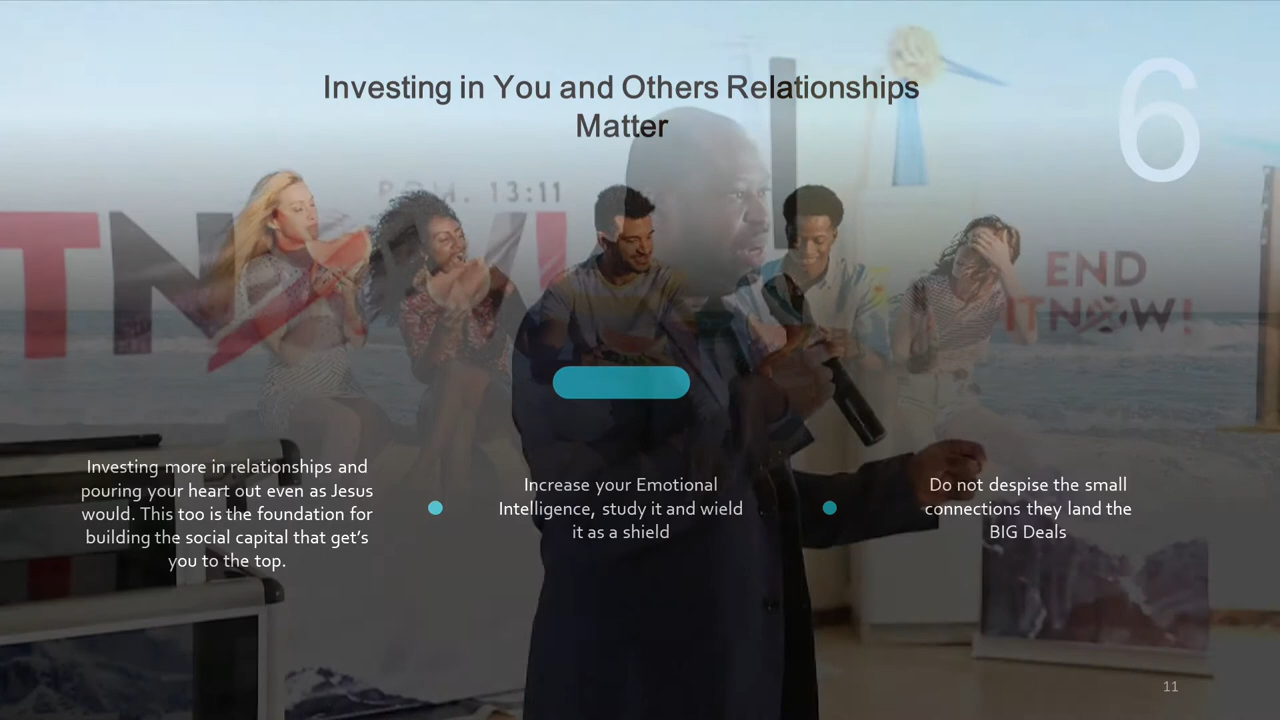 Investing in You and Others Relationships
Matter
6
ROM. 13:11
TNOW!
END
ITNOW!
Investing more in relationships and
pouring your heart out even as Jesus
would. This too is the foundation for
building the social capital that get's
you to the top.
Increase your Emotional
Intelligence, study it and wield
it as a shield
Do not despise the small
connections they land the
BIG Deals
11